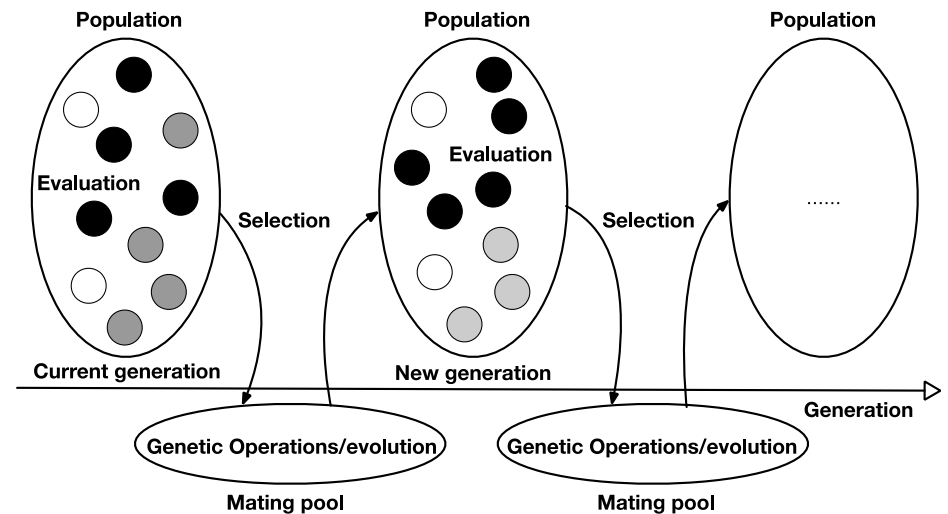 Population
Population
Population
Evaluation
Evaluation
Selection
Selection
......
Current generation
New generation
Generation
Genetic Operations/evolution
Genetic Operations/evolution
Mating pool
Mating pool